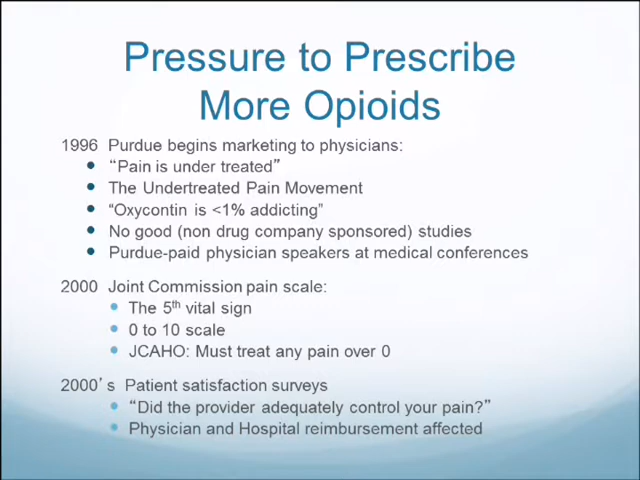 Pressure to Prescribe
More Opioids
1996 Purdue begins marketing to physicians:
• “Pain is under treated”
• The Undertreated Pain Movement
• “Oxycontin is <1% addicting”
• No good (non drug company sponsored) studies
• Purdue-paid physician speakers at medical conferences
2000 Joint Commission pain scale:
• The 5th vital sign
• 0 to 10 scale
• JCAHO: Must treat any pain over 0
2000’s Patient satisfaction surveys
• “Did the provider adequately control your pain?”
• Physician and Hospital reimbursement affected